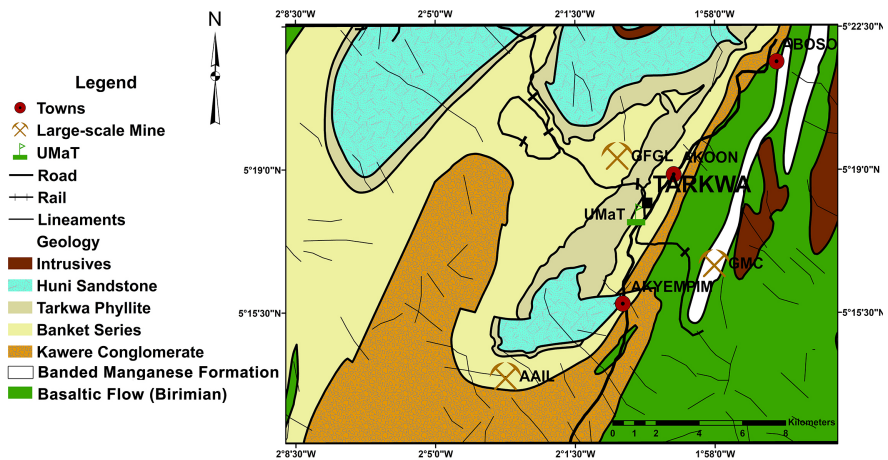 2°8'30"W 2°5'0"W 2°1'30"W 1°58'0"W
N
5°22'30"N
ABOSO
Legend
Towns
Large-scale Mine
UMaT
Road
Rail
Lineaments
Geology
Intrusives
Huni Sandstone
Tarkwa Phyllite
Banket Series
Kawere Conglomerate
Banded Manganese Formation
Basaltic Flow (Birimian)
5°19'0"N
GFGL
AKOON
5°19'0"N
TARKWA
UMaT
GMC
AKYEMPIM
5°15'30"N
5°15'30"N
AAIL
Kilometers
0 1 2 4 6 8
2°8'30"W 2°5'0"W 2°1'30"W 1°58'0"W